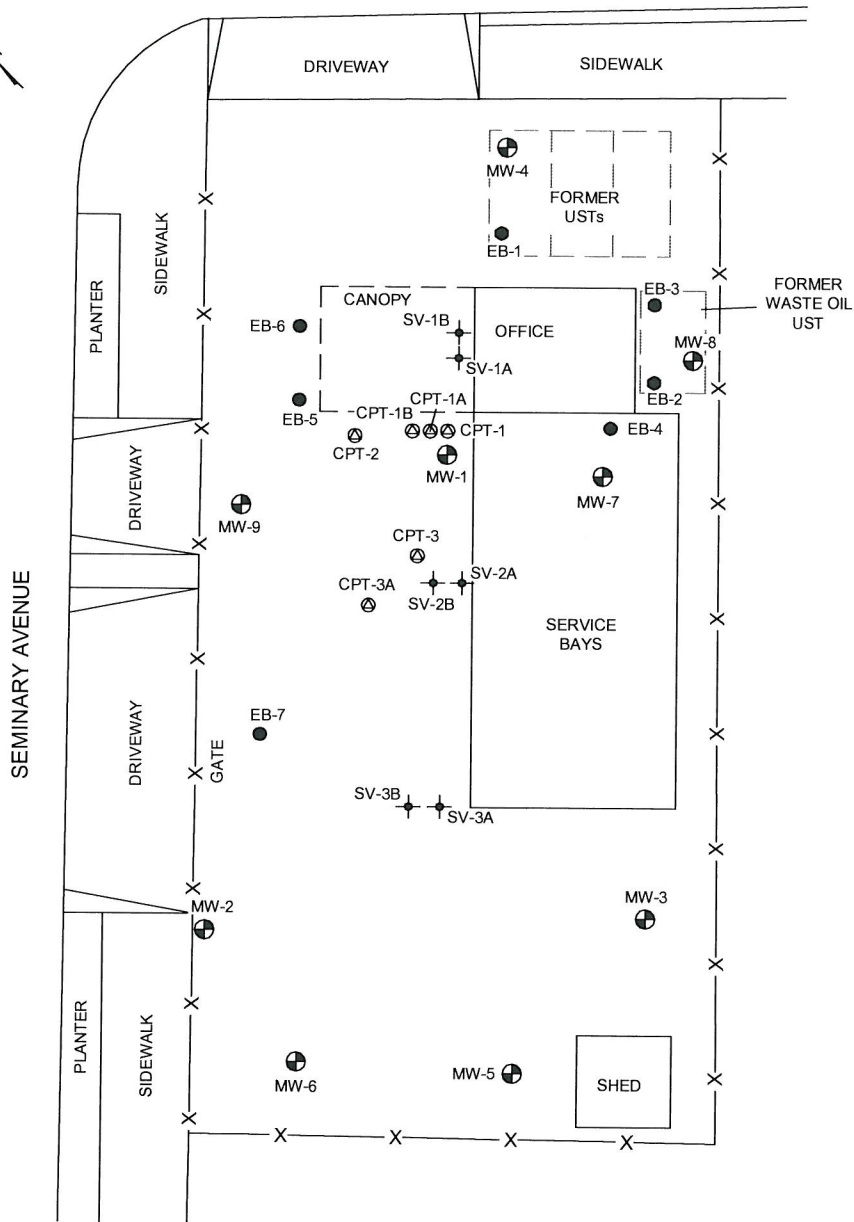 DRIVEWAY
SIDEWALK
MW-4
FORMER
USTs
EB-1
SIDEWALK
PLANTER
CANOPY
EB-6
SV-1B
OFFICE
SV-1A
EB-3
FORMER
WASTE OIL
UST
MW-8
EB-2
EB-5
CPT-1A
CPT-1B
CPT-1
CPT-2
EB-4
MW-1
MW-7
DRIVEWAY
MW-9
CPT-3
CPT-3A
SV-2A
SV-2B
SERVICE
BAYS
SEMINARY AVENUE
EB-7
DRIVEWAY
GATE
SV-3B
SV-3A
MW-2
MW-3
PLANTER
SIDEWALK
MW-6
MW-5
SHED